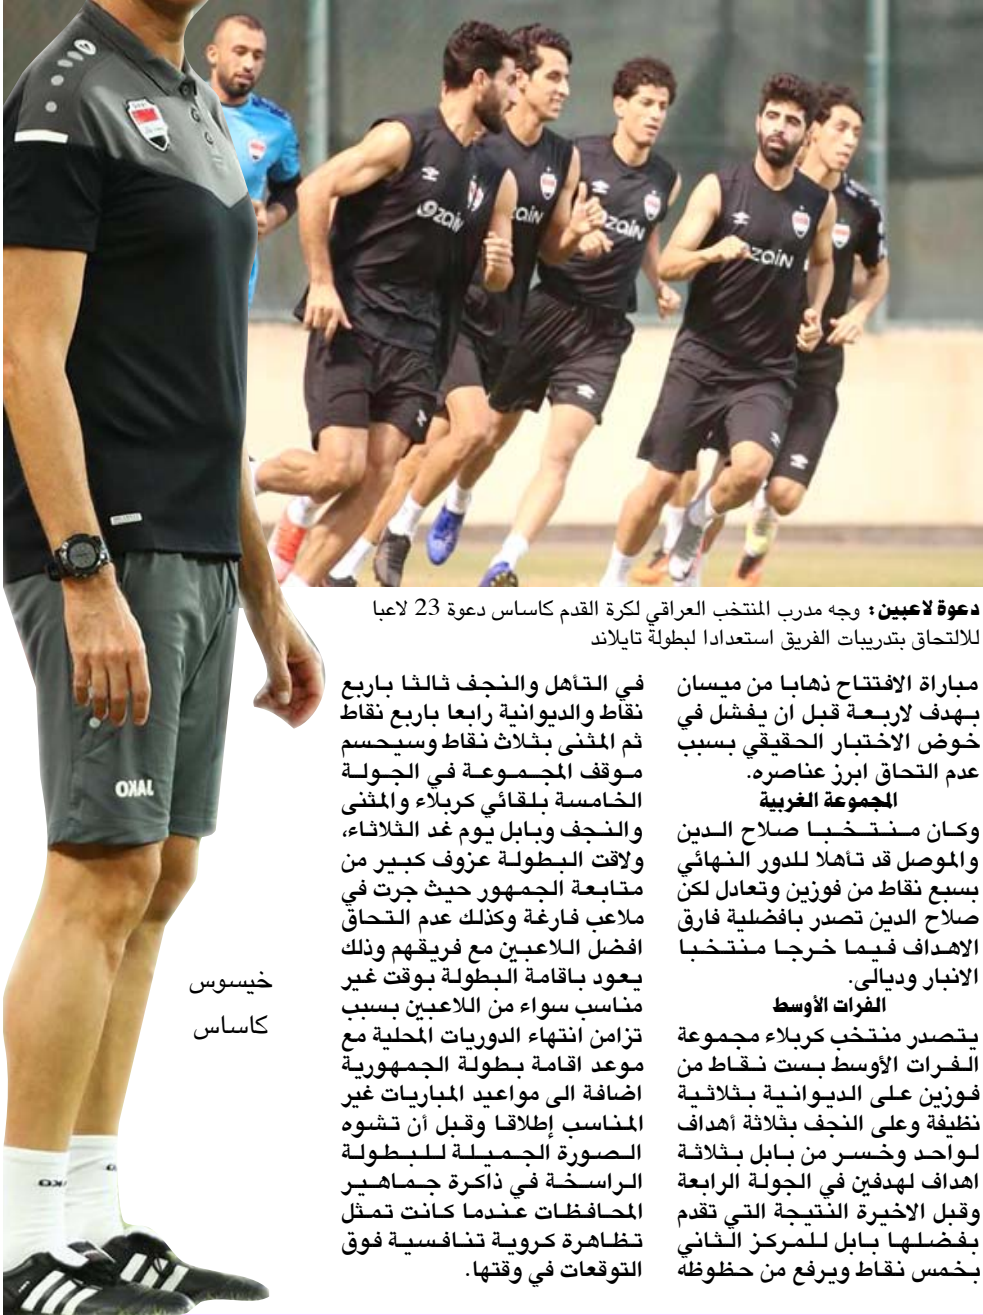 دعوة لاعبين: وجه مدرب المنتخب العراقي لكرة القدم كاساس دعوة 23 لاعبا
للالتحاق بتدريبات الفريق استعدادا لبطولة تايلاند
مباراة الافتتاح ذهابا من ميسان
بهدف لاربعة قبل ان يفشل في
خوض الاختبار الحقيقي بسبب
عدم التحاق ابرز عناصره.
المجموعة الغربية
وكان منتخبا صلاح الدين
والموصل قد تأهلا للدور النهائي
بسبع نقاط من فوزين وتعادل لكن
صلاح الدين تصدر بافضلية فارق
الاهداف فيما خرجا منتخبا
الانبار وديالى.
الفرات الأوسط
يتصدر منتخب كربلاء مجموعة
الفرات الأوسط بست نقاط من
فوزين على الديوانية بثلاثية
نظيفة وعلى النجف بثلاثة أهداف
لواحد وخسر من بابل بثلاثة
اهداف لهدفين في الجولة الرابعة
وقبل الاخيرة النتيجة التي تقدم
بفضلها بابل للمركز الثاني
بخمس نقاط ويرفع من حظوظه
في التأهل والنجف ثالثا باربع
نقاط والديوانية رابعا باربع نقاط
ثم المثنى بثلاث نقاط وسيحسم
موقف المجموعة في الجولة
الخامسة بلقائي كربلاء والمثنى
والنجف وبابل يوم غد الثلاثاء،
ولاقت البطولة عزوف كبير من
متابعة الجمهور حيث جرت في
ملاعب فارغة وكذلك عدم التحاق
افضل اللاعبين مع فريقهم وذلك
يعود باقامة البطولة بوقت غير
مناسب سواء من اللاعبين بسبب
تزامن انتهاء الدوريات المحلية مع
موعد اقامة بطولة الجمهورية
اضافة الى مواعيد المباريات غير
المناسب إطلاقا وقبل أن تشوه
الصورة الجميلة للبطولة
الراسخة في ذاكرة جماهير
المحافظات عندما كانت تمثل
تظاهرة كروية تنافسية فوق
التوقعات في وقتها.
خيسوس
كاساس
zain
zain
zain
zain
JAKO